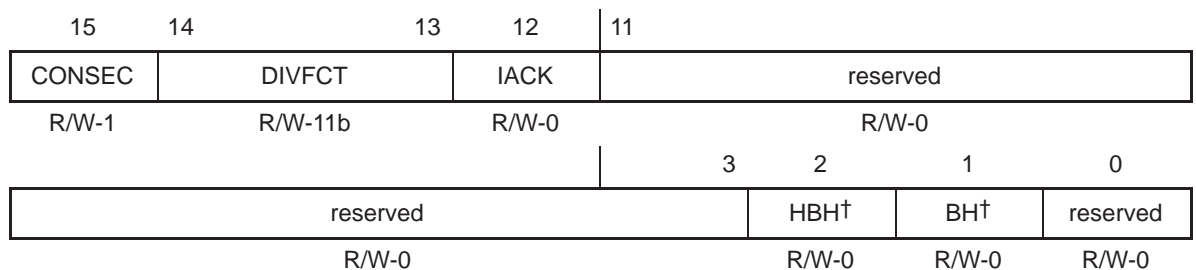 15 14 13 12 11
CONSEC DIVFCT IACK reserved
R/W-1 R/W-11b R/W-0 R/W-0
3 2 1 0
reserved HBH† BH† reserved
R/W-0 R/W-0 R/W-0 R/W-0